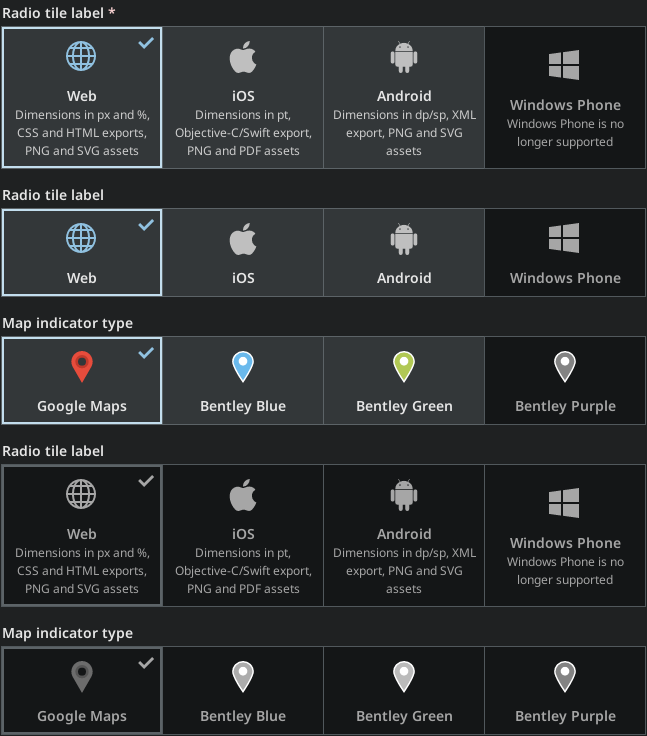 Radio tile label *
Web
Dimensions in px and %,
CSS and HTML exports,
PNG and SVG assets
iOS
Dimensions in pt,
Objective-C/Swift export,
PNG and PDF assets
Android
Dimensions in dp/sp, XML
export, PNG and SVG
assets
Windows Phone
Windows Phone is no
longer supported
Radio tile label
Web
iOS
Android
Windows Phone
Map indicator type
Google Maps
Bentley Blue
Bentley Green
Bentley Purple
Radio tile label
Web
Dimensions in px and %,
CSS and HTML exports,
PNG and SVG assets
iOS
Dimensions in pt,
Objective-C/Swift export,
PNG and PDF assets
Android
Dimensions in dp/sp, XML
export, PNG and SVG
assets
Windows Phone
Windows Phone is no
longer supported
Map indicator type
Google Maps
Bentley Blue
Bentley Green
Bentley Purple